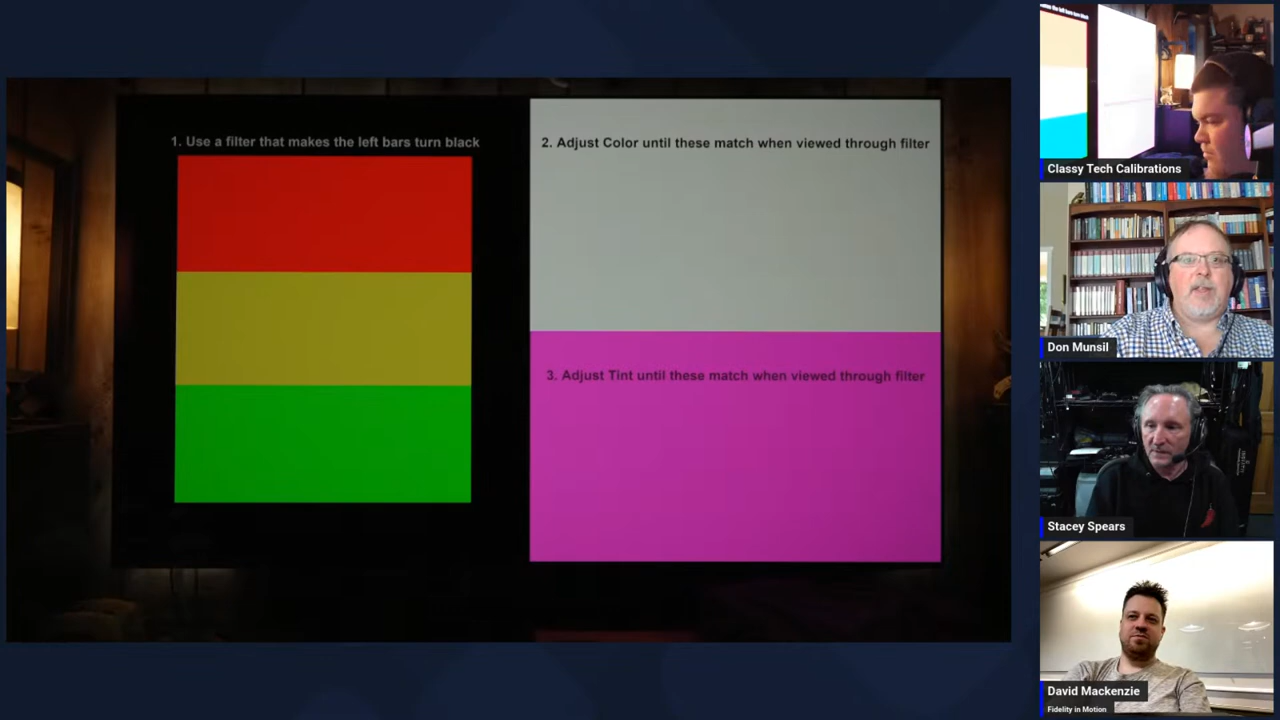 1. Use a filter that makes the left bars turn black
2. Adjust Color until these match when viewed through filter
3. Adjust Tint until these match when viewed through filter
Classy Tech Calibrations
Don Munsil
Stacey Spears
David Mackenzie
Fidelity in Motion